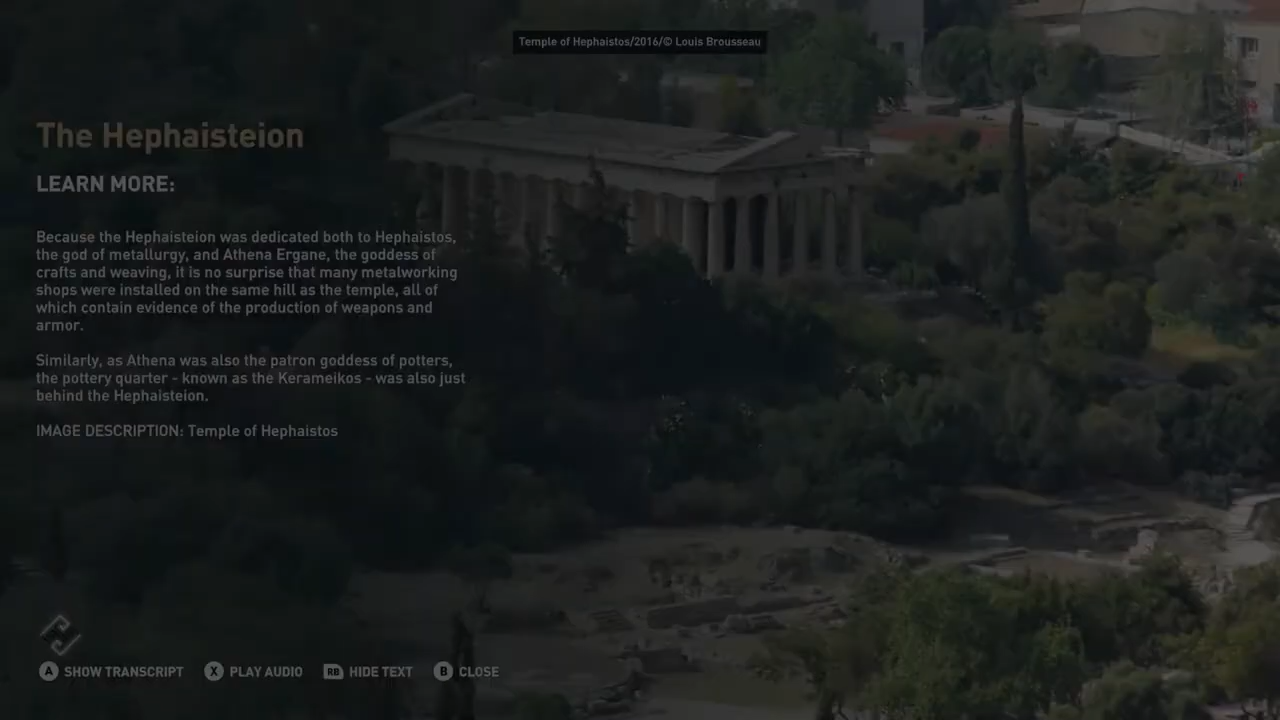 Temple of Hephaistos/2016/© Louis Brousseau
The Hephaisteion
LEARN MORE:
Because the Hephaisteion was dedicated both to Hephaistos,
the god of metallurgy, and Athena Ergane, the goddess of
crafts and weaving, it is no surprise that many metalworking
shops were installed on the same hill as the temple, all of
which contain evidence of the production of weapons and
armor.
Similarly, as Athena was also the patron goddess of potters,
the pottery quarter - known as the Kerameikos - was also just
behind the Hephaisteion.
IMAGE DESCRIPTION: Temple of Hephaistos
A SHOW TRANSCRIPT X PLAY AUDIO RB HIDE TEXT B CLOSE